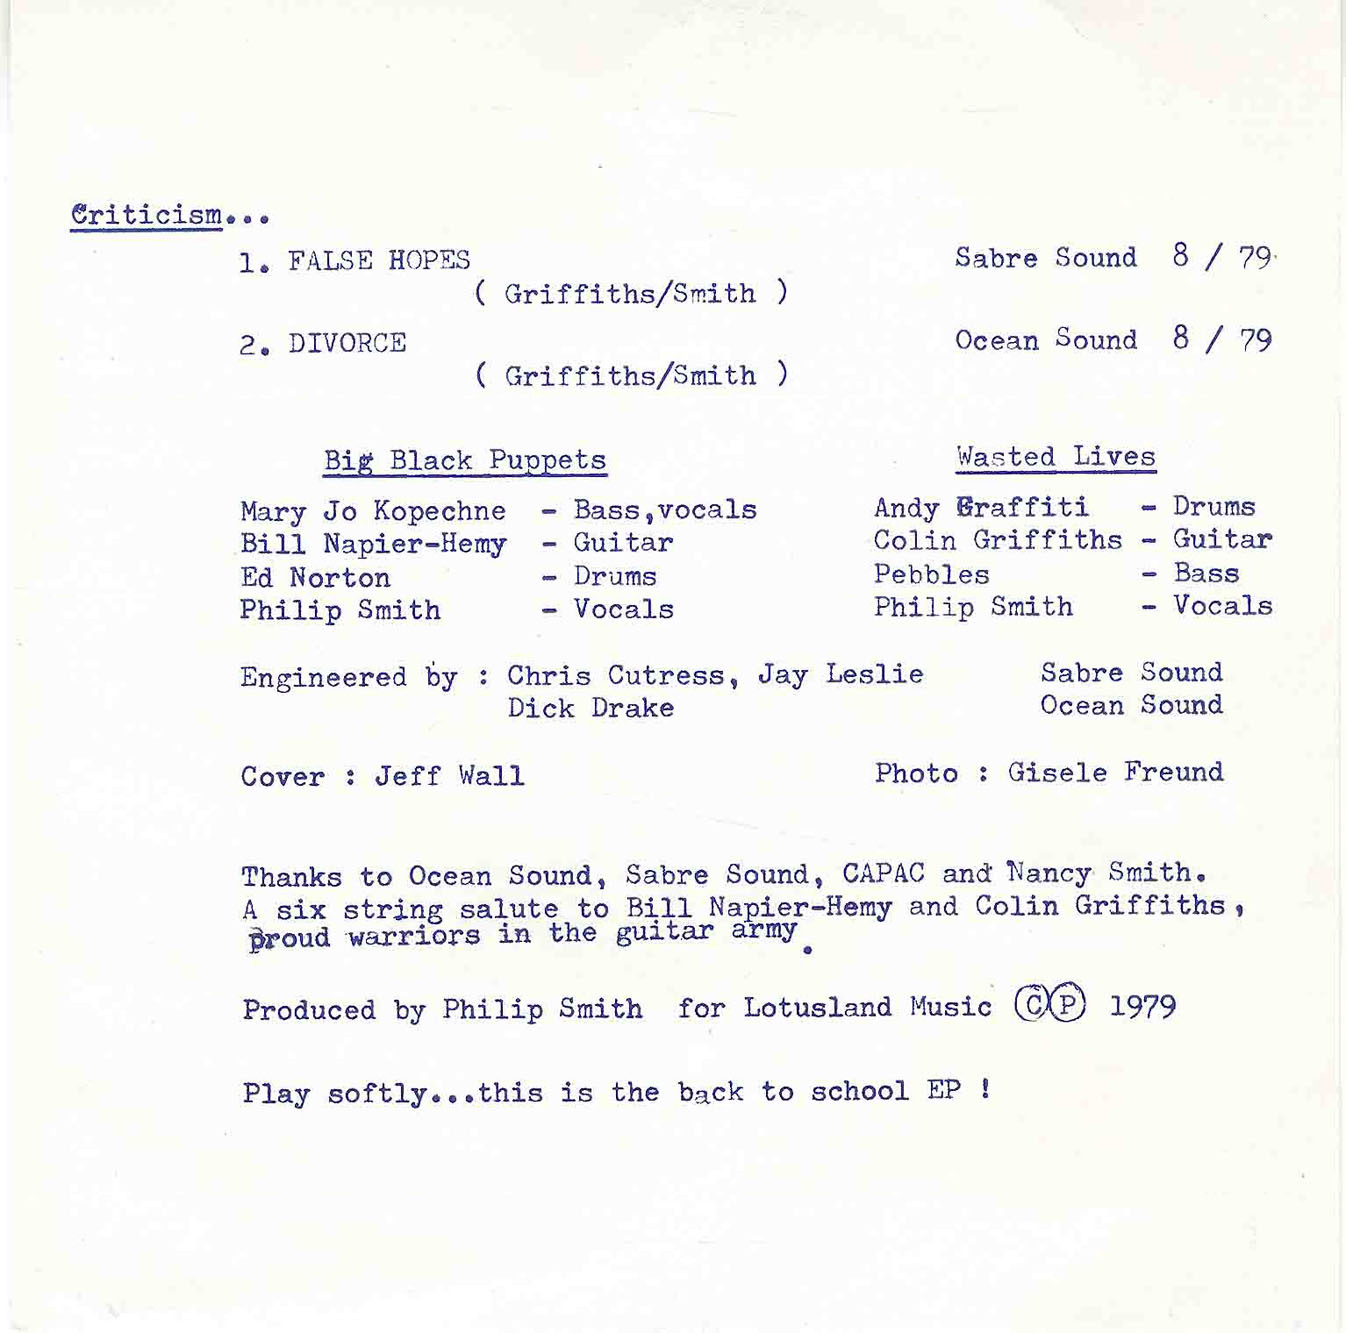 Criticism...
1. FALSE HOPES Sabre Sound 8 / 79
( Griffiths/Smith )
2. DIVORCE Ocean Sound 8 / 79
( Griffiths/Smith )
Big Black Puppets Wasted Lives
Mary Jo Kopechne - Bass,vocals Andy Graffiti - Drums
Bill Napier-Hemy - Guitar Colin Griffiths - Guitar
Ed Norton - Drums Pebbles - Bass
Philip Smith - Vocals Philip Smith - Vocals
Engineered by : Chris Cutress, Jay Leslie Sabre Sound
Dick Drake Ocean Sound
Cover : Jeff Wall Photo : Gisele Freund
Thanks to Ocean Sound, Sabre Sound, CAPAC and Nancy Smith.
A six string salute to Bill Napier-Hemy and Colin Griffiths,
proud warriors in the guitar army.
Produced by Philip Smith for Lotusland Music ©℗ 1979
Play softly...this is the back to school EP !